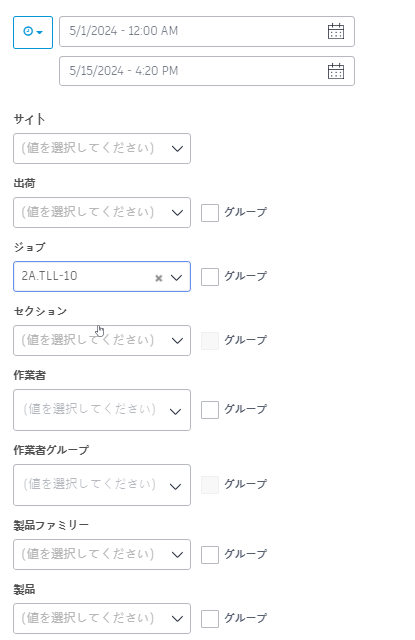 5/1/2024 - 12:00 AM
5/15/2024 - 4:20 PM
サイト
(値を選択してください)
出荷
(値を選択してください)
グループ
ジョブ
2A.TLL-10
グループ
セクション
(値を選択してください)
グループ
作業者
(値を選択してください)
グループ
作業者グループ
(値を選択してください)
グループ
製品ファミリー
(値を選択してください)
グループ
製品
(値を選択してください)
グループ